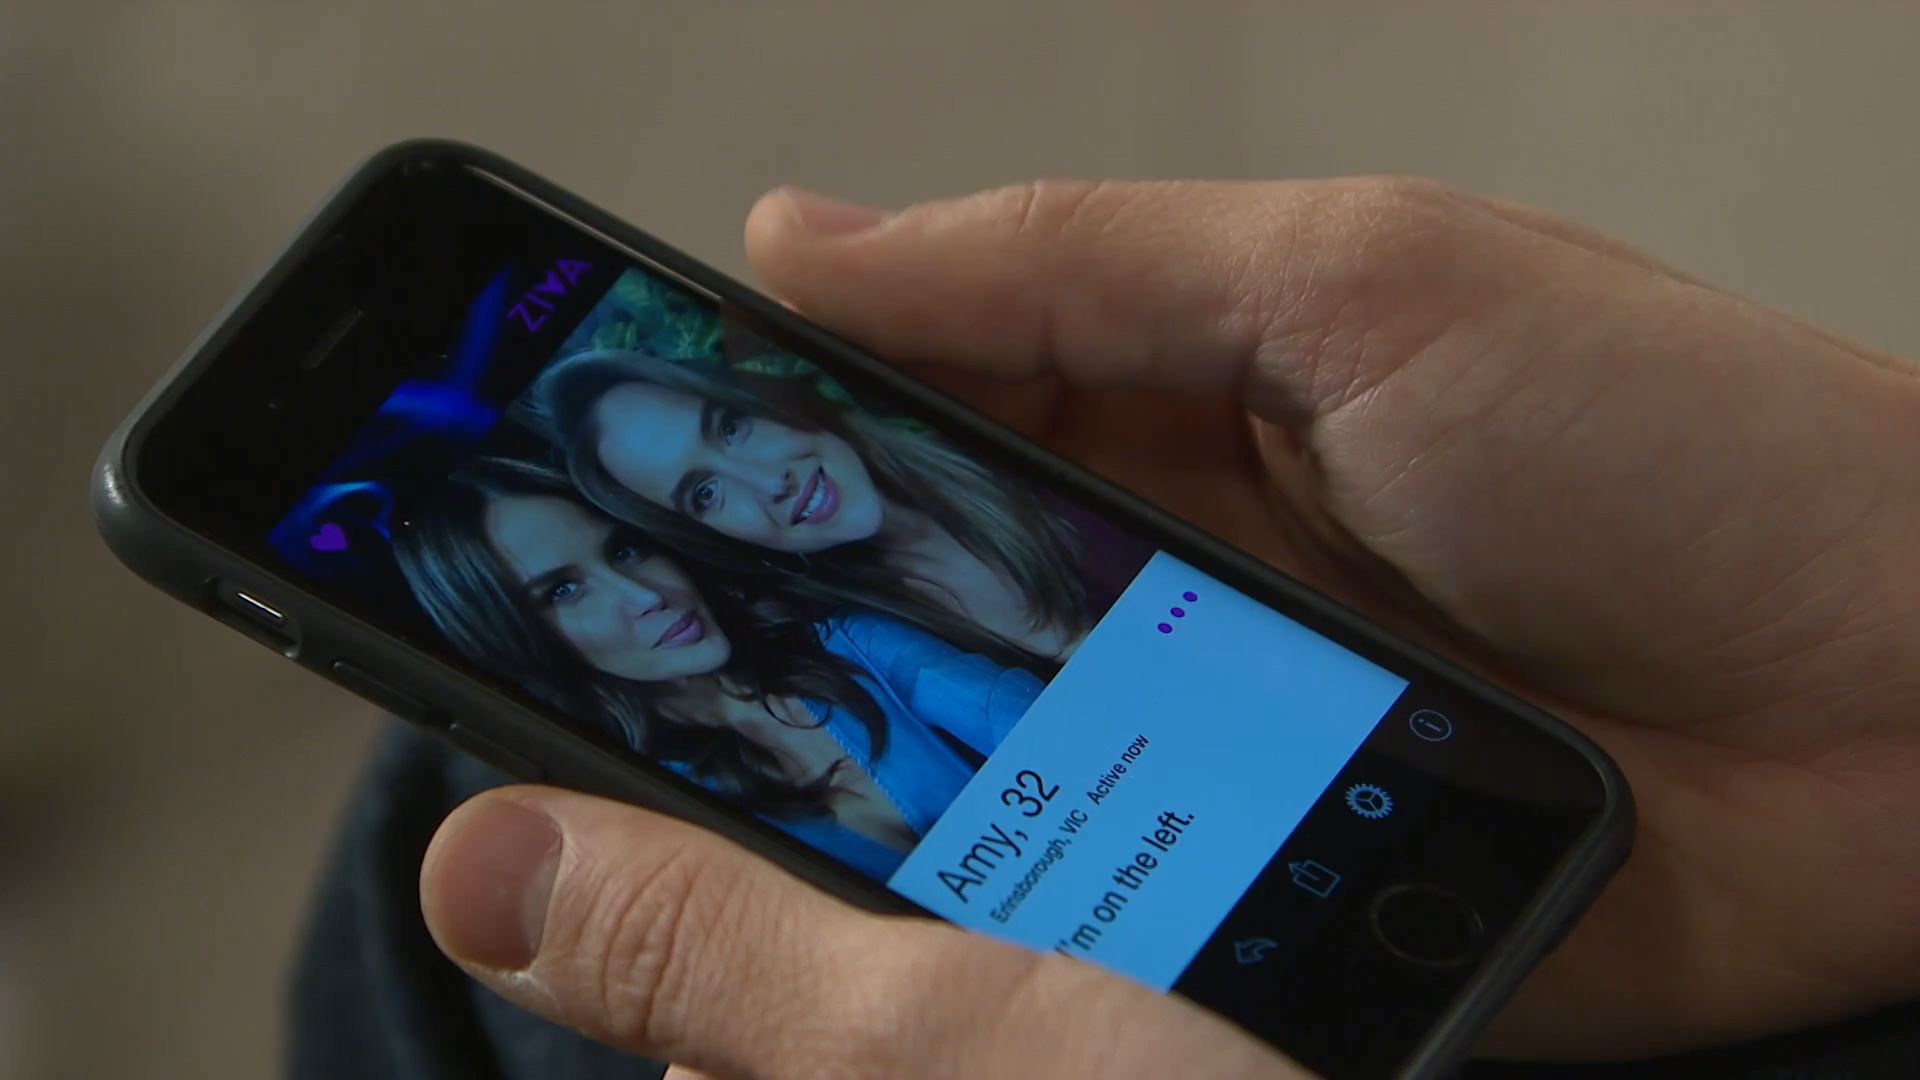 ZIVA
Amy, 32
Erinsborough, VIC Active now
I'm on the left.